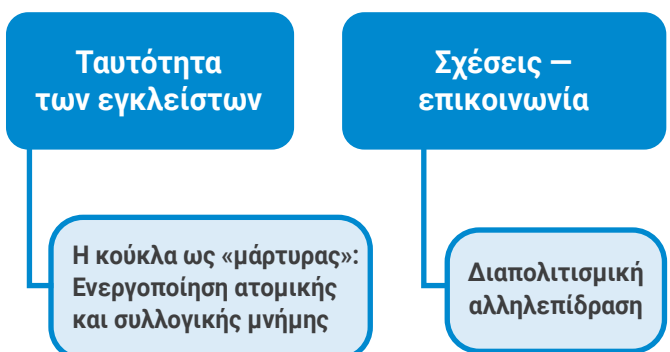 Ταυτότητα
των εγκλείστων
Σχέσεις —
επικοινωνία
Η κούκλα ως «μάρτυρας»:
Ενεργοποίηση ατομικής
και συλλογικής μνήμης
Διαπολιτισμική
αλληλεπίδραση